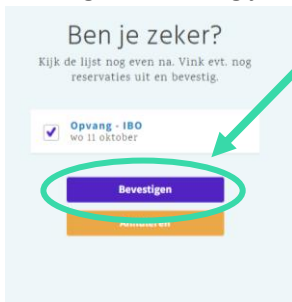 Ben je zeker?
Kijk de lijst nog even na. Vink evt. nog
reservaties uit en bevestig.
Opvang - IBO
wo 11 oktober
Bevestigen
Annuleren